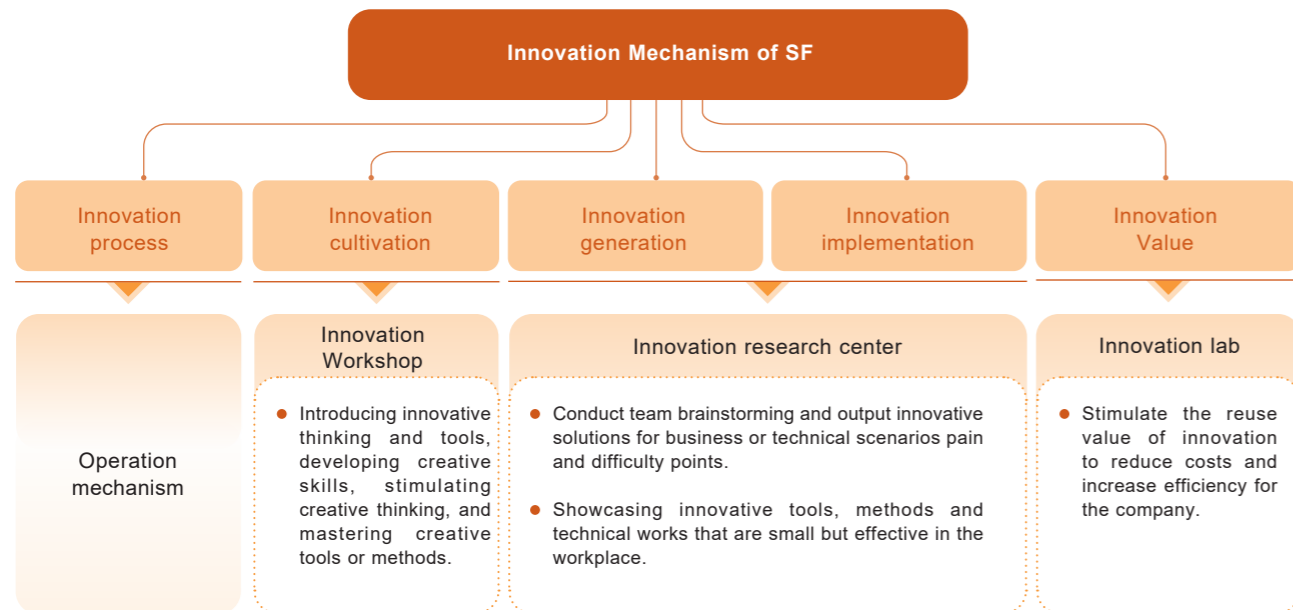 Innovation Mechanism of SF
Innovation
process
Innovation
cultivation
Innovation
generation
Innovation
implementation
Innovation
Value
Operation
mechanism
Innovation
Workshop
Introducing innovative
thinking and tools,
developing creative
skills, stimulating
creative thinking, and
mastering creative
tools or methods.
Innovation research center
Conduct team brainstorming and output innovative
solutions for business or technical scenarios pain
and difficulty points.
Showcasing innovative tools, methods and
technical works that are small but effective in the
workplace.
Innovation lab
Stimulate the reuse
value of innovation
to reduce costs and
increase efficiency for
the company.